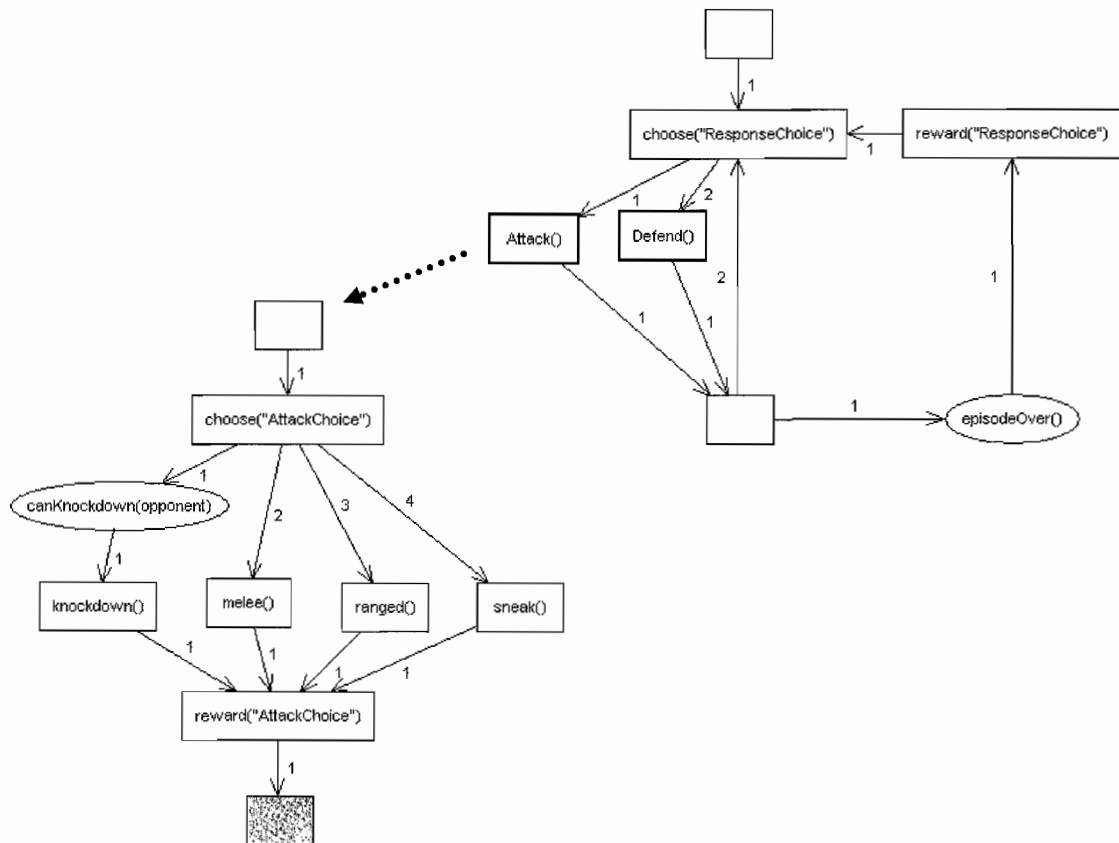 1
choose("ResponseChoice")
1
reward("ResponseChoice")
1
2
Attack()
Defend()
2
1
1
1
1
episodeOver()
1
choose("AttackChoice")
1
2
3
4
canKnockdown(opponent)
1
knockdown()
melee()
ranged()
sneak()
1
1
1
1
reward("AttackChoice")
1